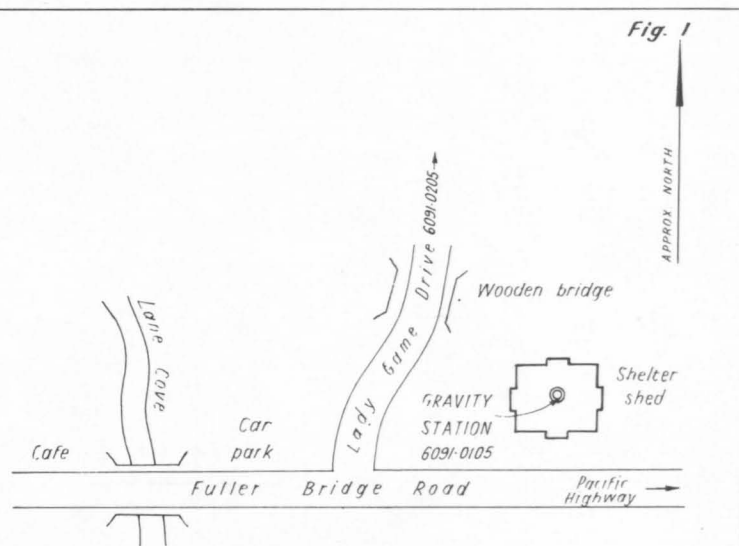 Fig. 1
APPROX. NORTH
Lady Game Drive 6091-0205
Wooden bridge
Lane Cove
Shelter
shed
GRAVITY
STATION
6091-0105
Car
park
Cafe
Fuller Bridge Road
Pacific
Highway